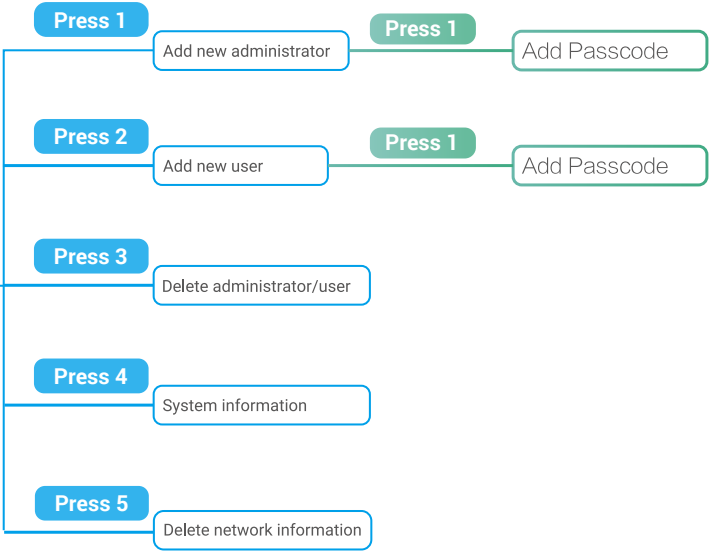 Press 1
Add new administrator
Press 1
Add Passcode
Press 2
Add new user
Press 1
Add Passcode
Press 3
Delete administrator/user
Press 4
System information
Press 5
Delete network information